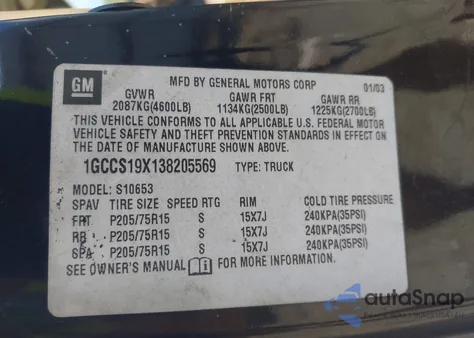 GM
MFD BY GENERAL MOTORS CORP 01/03
GVWR GAWR FRT GAWR RR
2087KG(4600LB) 1134KG(2500LB) 1225KG(2700LB)
THIS VEHICLE CONFORMS TO ALL APPLICABLE U.S. FEDERAL MOTOR
VEHICLE SAFETY AND THEFT PREVENTION STANDARDS IN EFFECT ON
THE DATE OF MANUFACTURE SHOWN ABOVE.
1GCCS19X138205569 TYPE: TRUCK
MODEL: S10653
SPAV TIRE SIZE SPEED RTG RIM COLD TIRE PRESSURE
FRT P205/75R15 S 15X7J 240KPA(35PSI)
RR P205/75R15 S 15X7J 240KPA(35PSI)
SPA P205/75R15 S 15X7J 240KPA(35PSI)
SEE OWNER'S MANUAL i FOR MORE INFORMATION.
autoSnap